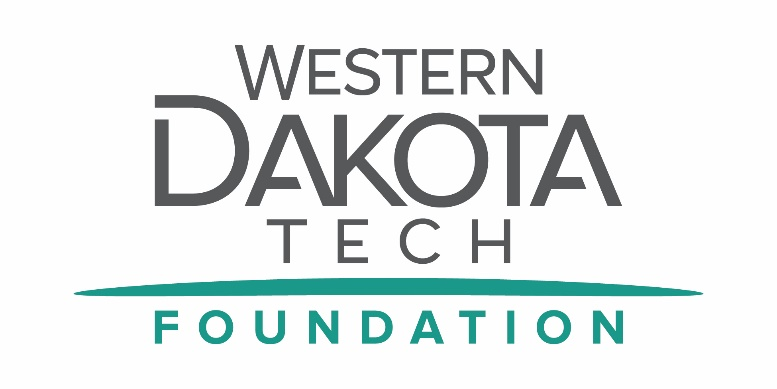 WESTERN
DAKOTA
TECH
FOUNDATION